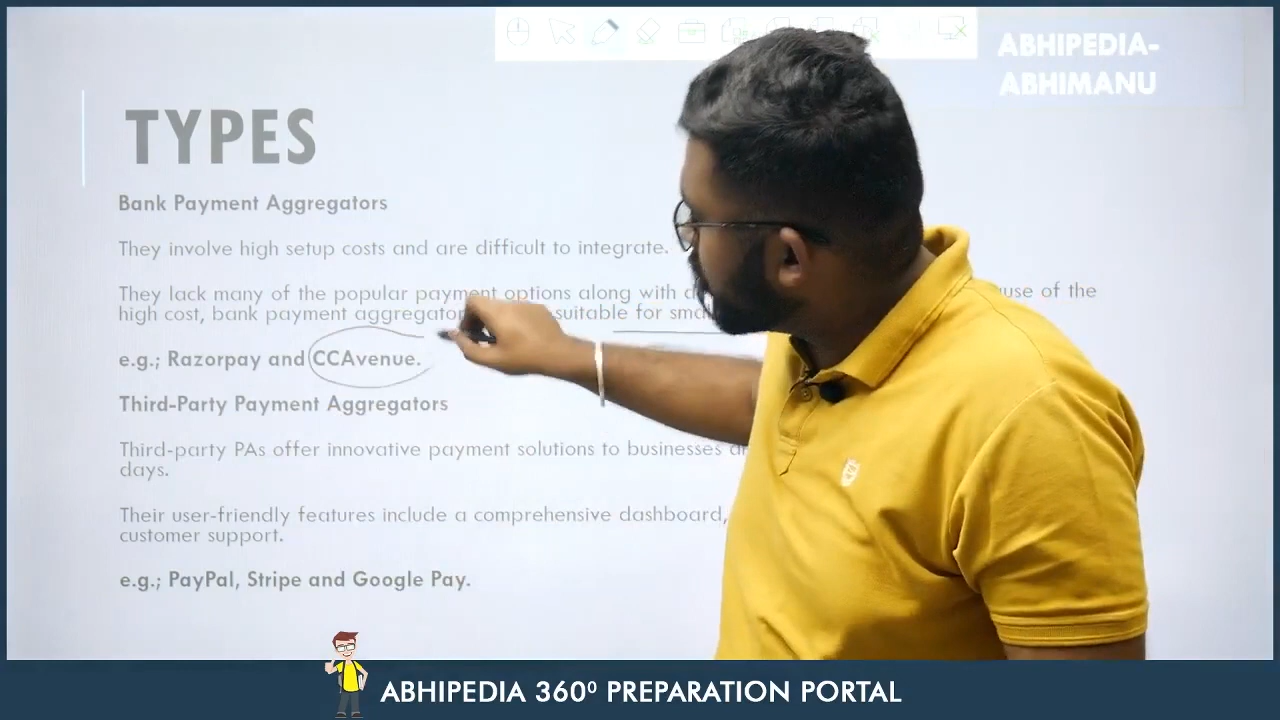 ABHIPEDIA-
ABHIMANU
TYPES
Bank Payment Aggregators
They involve high setup costs and are difficult to integrate.
They lack many of the popular payment options along with ause of the
high cost, bank payment aggregator suitable for sma
e.g.; Razorpay and CCAvenue.
Third-Party Payment Aggregators
Third-party PAs offer innovative payment solutions to businesses
days.
Their user-friendly features include a comprehensive dashboard,
customer support.
e.g.; PayPal, Stripe and Google Pay.
ABHIPEDIA 360⁰ PREPARATION PORTAL